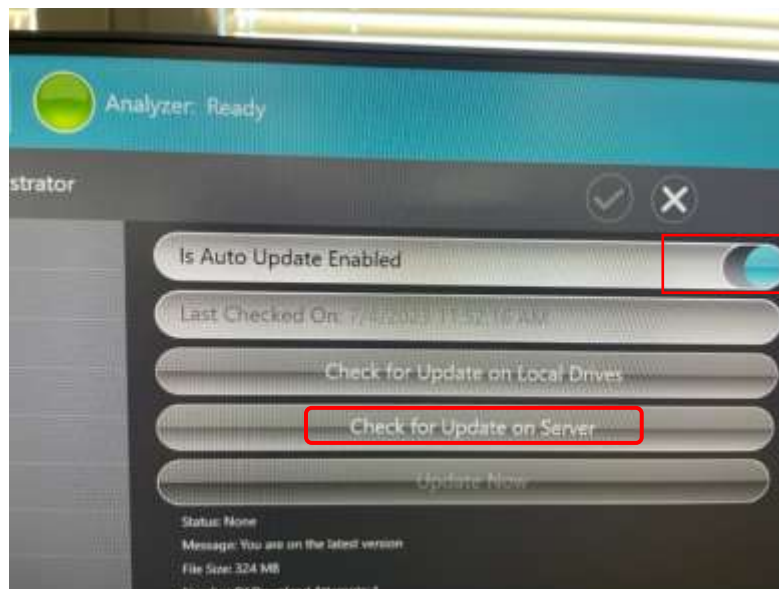 Analyzer: Ready
strator
Is Auto Update Enabled
Last Checked On: 7/4/2023 11:52:16 AM
Check for Update on Local Drives
Check for Update on Server
Update Now
Status: None
Message: You are on the latest version
File Size: 324 MB